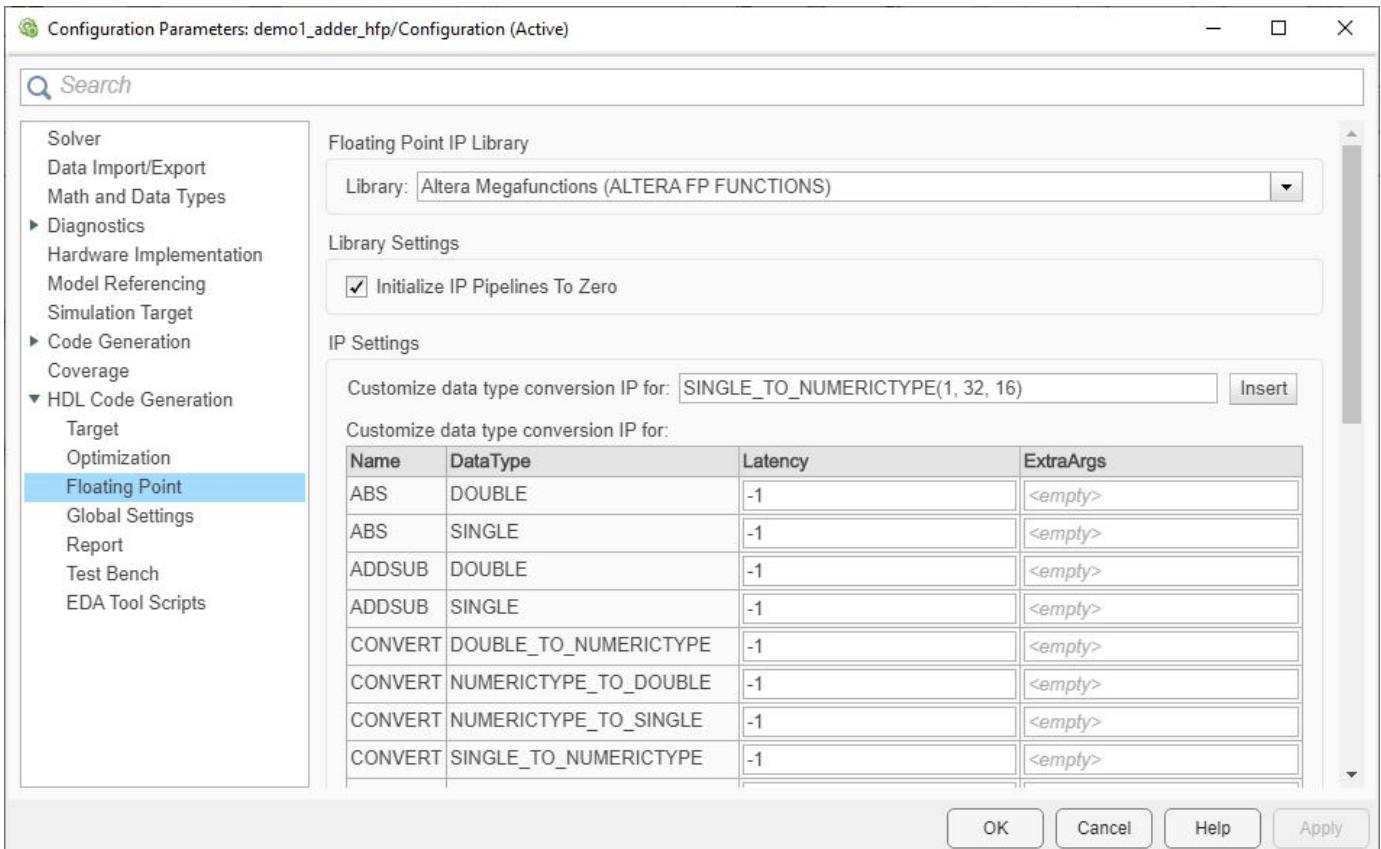 Configuration Parameters: demo1_adder_hfp/Configuration (Active)
Search
Solver
Data Import/Export
Math and Data Types
Diagnostics
Hardware Implementation
Model Referencing
Simulation Target
Code Generation
Coverage
HDL Code Generation
Target
Optimization
Floating Point
Global Settings
Report
Test Bench
EDA Tool Scripts
Floating Point IP Library
Library: Altera Megafunctions (ALTERA FP FUNCTIONS)
Library Settings
Initialize IP Pipelines To Zero
IP Settings
Customize data type conversion IP for: SINGLE_TO_NUMERICTYPE(1, 32, 16) Insert
Customize data type conversion IP for:
Name DataType Latency ExtraArgs
ABS DOUBLE -1 <empty>
ABS SINGLE -1 <empty>
ADDSUB DOUBLE -1 <empty>
ADDSUB SINGLE -1 <empty>
CONVERT DOUBLE_TO_NUMERICTYPE -1 <empty>
CONVERT NUMERICTYPE_TO_DOUBLE -1 <empty>
CONVERT NUMERICTYPE_TO_SINGLE -1 <empty>
CONVERT SINGLE_TO_NUMERICTYPE -1 <empty>
OK Cancel Help Apply